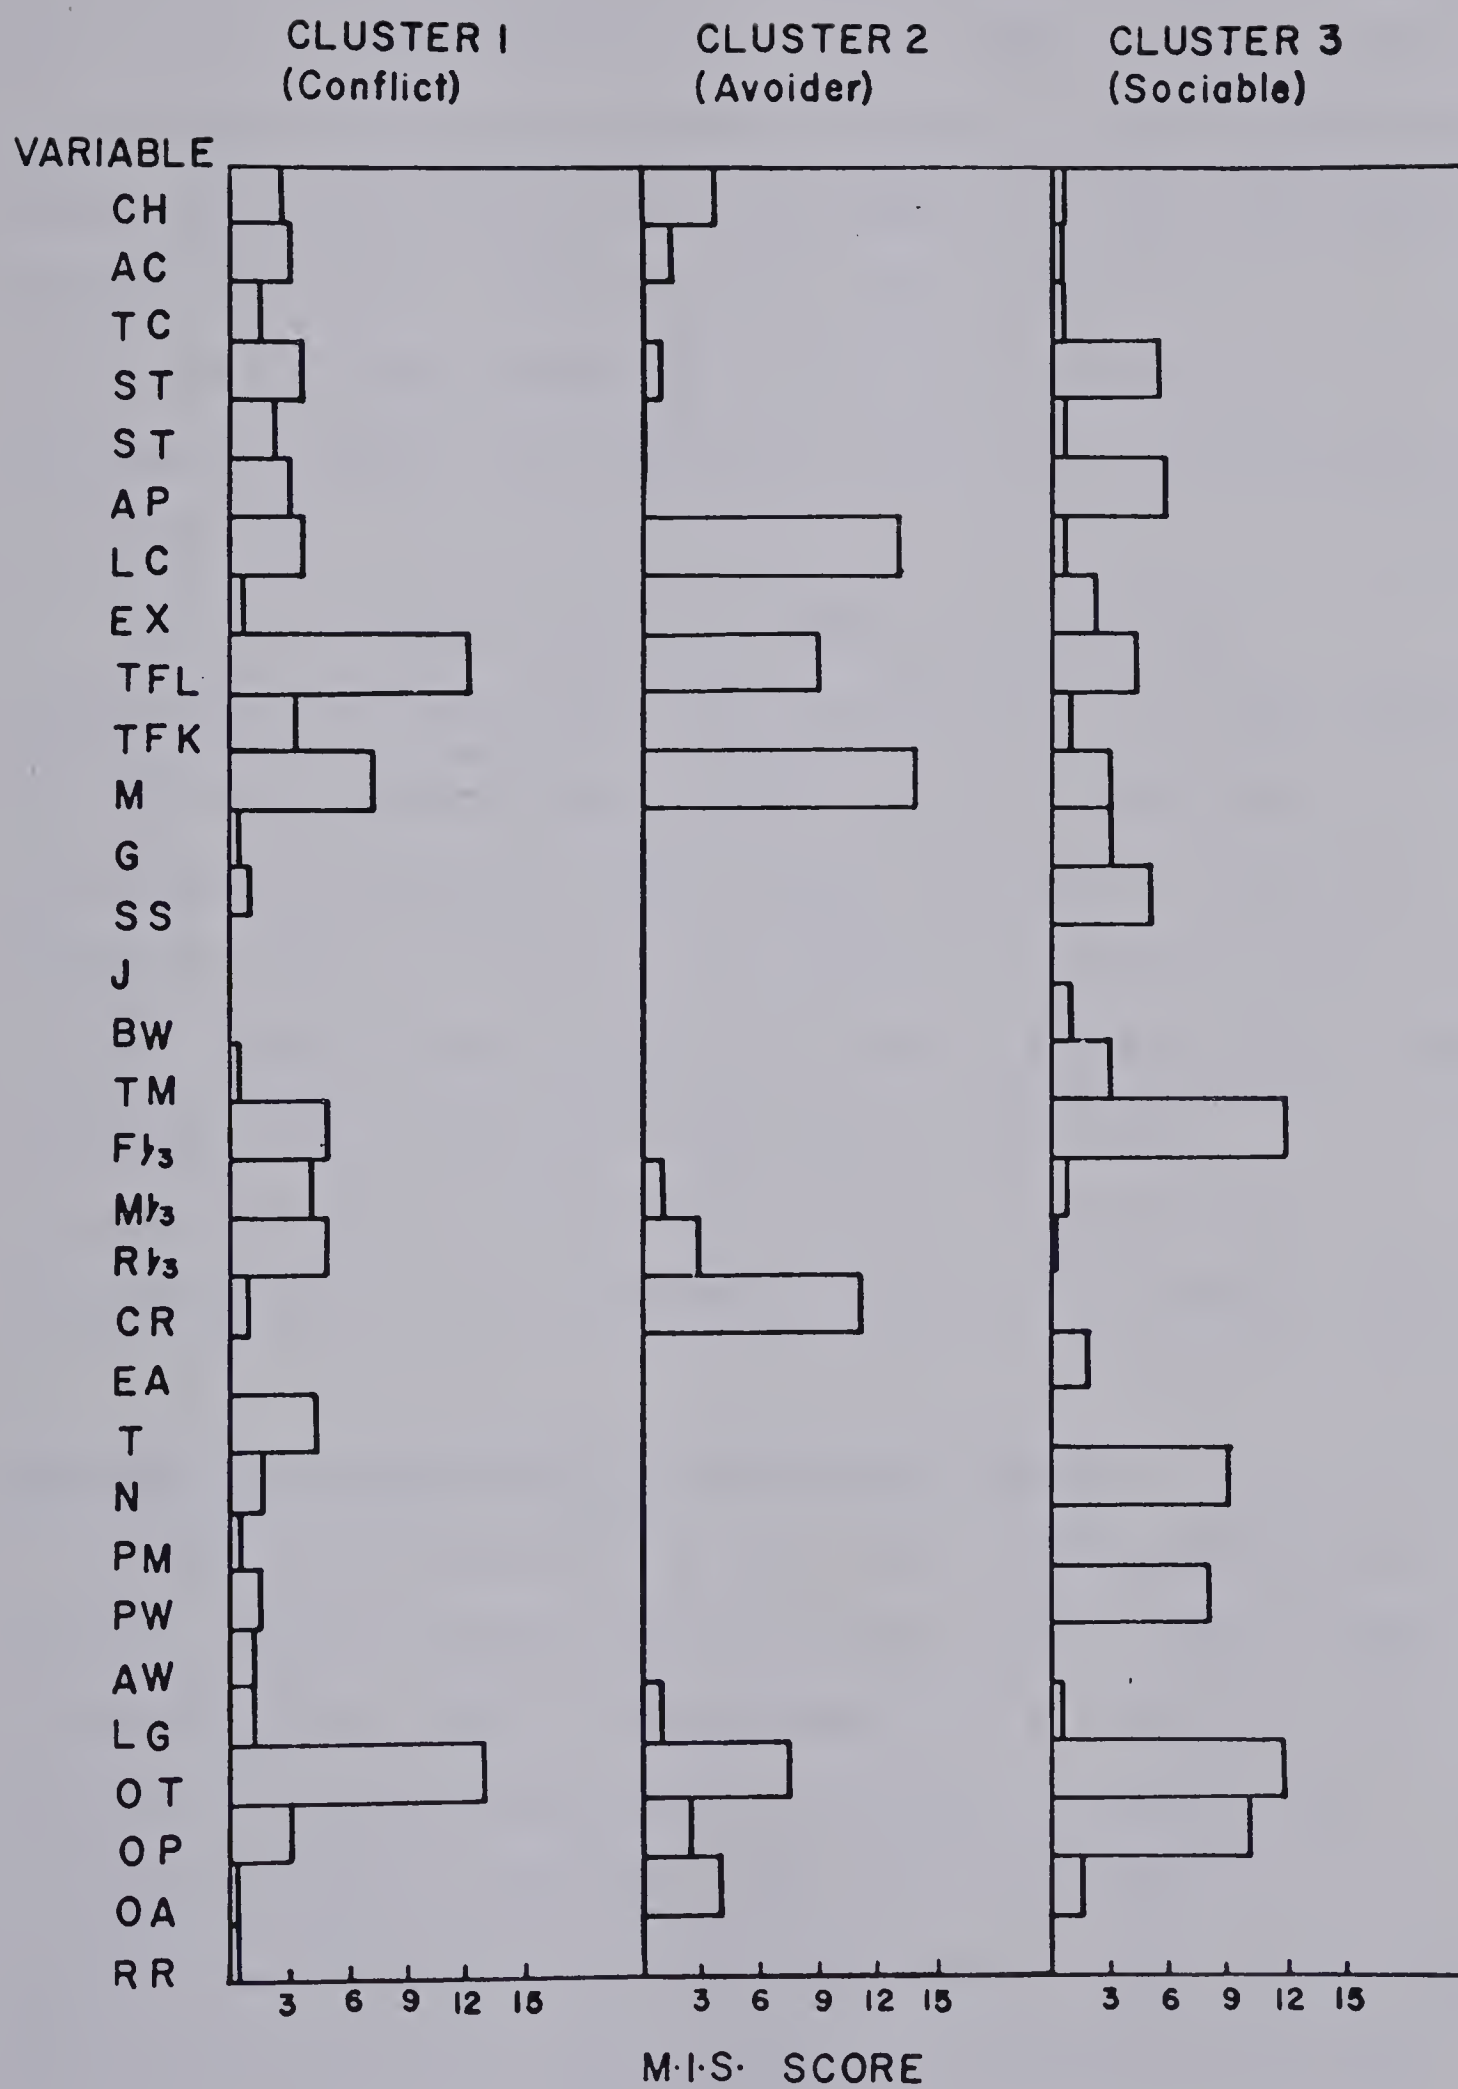 CLUSTER 1 CLUSTER 2 CLUSTER 3
(Conflict) (Avoider) (Sociable)
VARIABLE
CH
AC
TC
ST
ST
AP
LC
EX
TFL
TFK
M
G
SS
J
BW
TM
F1/3
M1/3
R1/3
CR
EA
T
N
PM
PW
AW
LG
OT
OP
OA
RR
3 6 9 12 15 3 6 9 12 15 3 6 9 12 15
M.I.S. SCORE